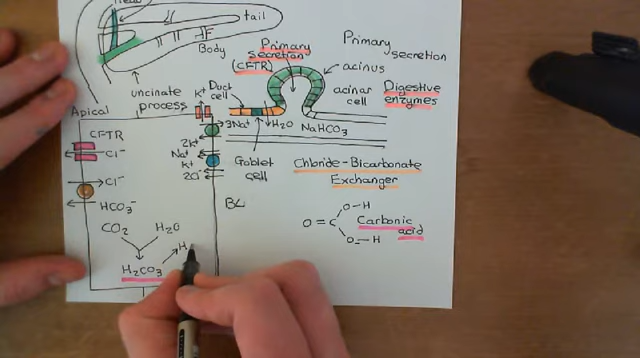 head
tail
Body
uncinate
process
Primary
secretion
(CFTR)
Primary
secretion
acinus
acinar
cell
Digestive
enzymes
Duct
cell
K+
3Na+
H2O
NaHCO3
2K+
Na+
K+
2Cl-
Goblet
cell
Apical
CFTR
Cl-
Cl-
HCO3-
BL
Chloride-Bicarbonate
Exchanger
CO2
H2O
H2CO3
H
O=C
O-H
O-H
Carbonic
acid